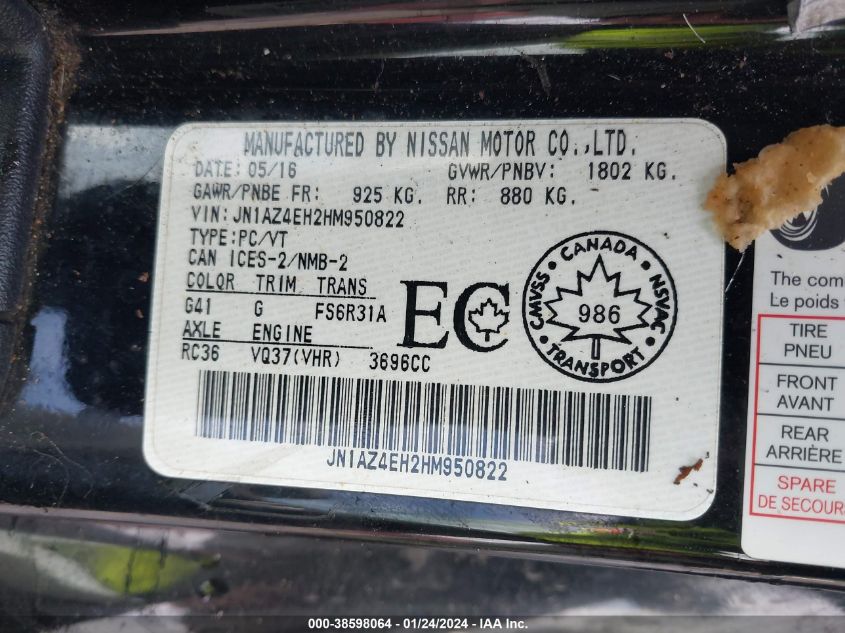 MANUFACTURED BY NISSAN MOTOR CO.,LTD.
DATE: 05/16 GVWR/PNBV: 1802 KG.
GAWR/PNBE FR: 925 KG. RR: 880 KG.
VIN: JN1AZ4EH2HM950822
TYPE:PC/VT
CAN ICES-2/NMB-2
COLOR TRIM TRANS
G41 G FS6R31A
AXLE ENGINE
RC36 VQ37(VHR) 3696CC
EC
CANADA
CMVSS NSVAC
986
TRANSPORT
JN1AZ4EH2HM950822
The com
Le poids
TIRE
PNEU
FRONT
AVANT
REAR
ARRIÈRE
SPARE
DE SECOURS
000-38598064 - 01/24/2024 - IAA Inc.